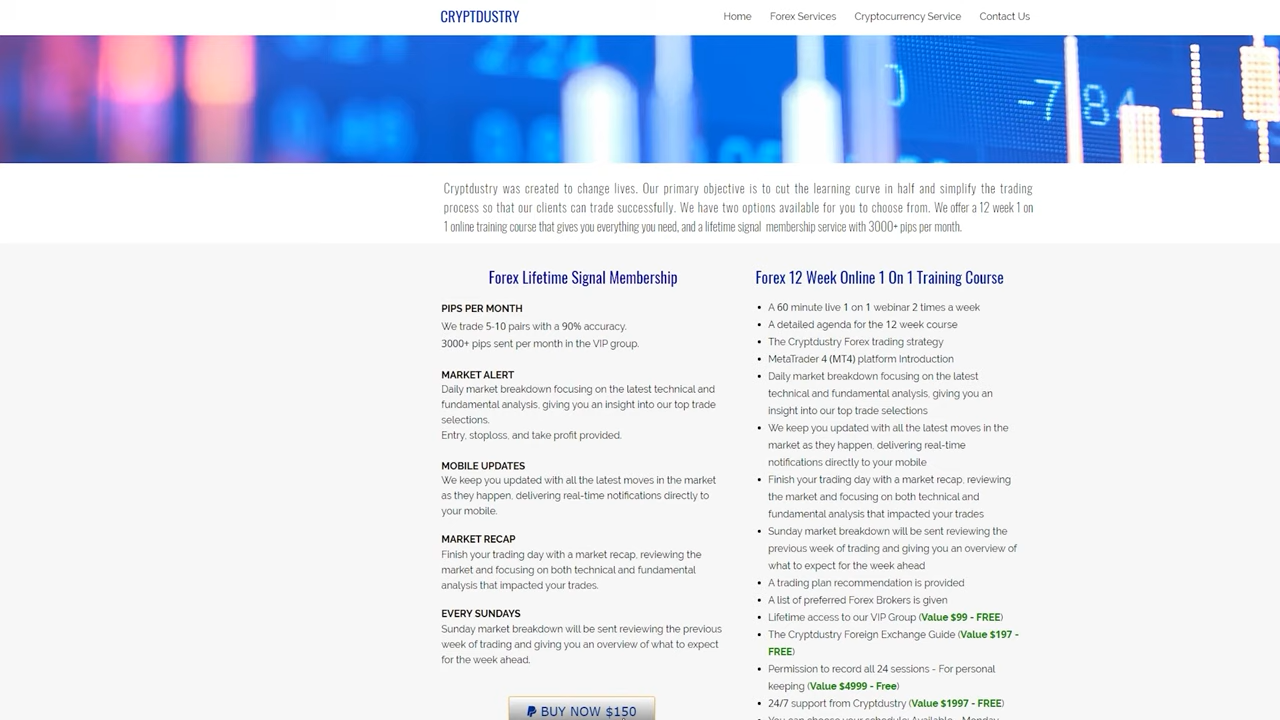 CRYPTDUSTRY
Home Forex Services Cryptocurrency Service Contact Us
-7 84
Cryptdustry was created to change lives. Our primary objective is to cut the learning curve in half and simplify the trading
process so that our clients can trade successfully. We have two options available for you to choose from. We offer a 12 week 1 on
1 online training course that gives you everything you need, and a lifetime signal membership service with 3000+ pips per month.
Forex Lifetime Signal Membership
PIPS PER MONTH
We trade 5-10 pairs with a 90% accuracy.
3000+ pips sent per month in the VIP group.
MARKET ALERT
Daily market breakdown focusing on the latest technical and
fundamental analysis, giving you an insight into our top trade
selections.
Entry, stoploss, and take profit provided.
MOBILE UPDATES
We keep you updated with all the latest moves in the market
as they happen, delivering real-time notifications directly to
your mobile.
MARKET RECAP
Finish your trading day with a market recap, reviewing the
market and focusing on both technical and fundamental
analysis that impacted your trades.
EVERY SUNDAYS
Sunday market breakdown will be sent reviewing the previous
week of trading and giving you an overview of what to expect
for the week ahead.
BUY NOW $150
Forex 12 Week Online 1 On 1 Training Course
• A 60 minute live 1 on 1 webinar 2 times a week
• A detailed agenda for the 12 week course
• The Cryptdustry Forex trading strategy
• MetaTrader 4 (MT4) platform Introduction
• Daily market breakdown focusing on the latest
technical and fundamental analysis, giving you an
insight into our top trade selections
• We keep you updated with all the latest moves in the
market as they happen, delivering real-time
notifications directly to your mobile
• Finish your trading day with a market recap, reviewing
the market and focusing on both technical and
fundamental analysis that impacted your trades
• Sunday market breakdown will be sent reviewing the
previous week of trading and giving you an overview of
what to expect for the week ahead
• A trading plan recommendation is provided
• A list of preferred Forex Brokers is given
• Lifetime access to our VIP Group (Value $99 - FREE)
• The Cryptdustry Foreign Exchange Guide (Value $197 -
FREE)
• Permission to record all 24 sessions - For personal
keeping (Value $4999 - Free)
• 24/7 support from Cryptdustry (Value $1997 - FREE)
• You can choose your schedule: Available - Monday